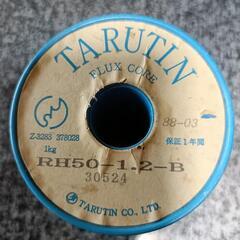 TARUTIN
FLUX CORE
88-03
Z-3283 378028
1kg
保証1年間
RH50-1.2-B
30524
TARUTIN CO., LTD.